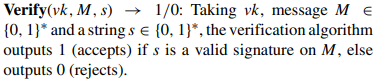 Verify(vk, M, s) → 1/0: Taking vk, message M ∈
{0, 1}* and a string s ∈ {0, 1}*, the verification algorithm
outputs 1 (accepts) if s is a valid signature on M, else
outputs 0 (rejects).